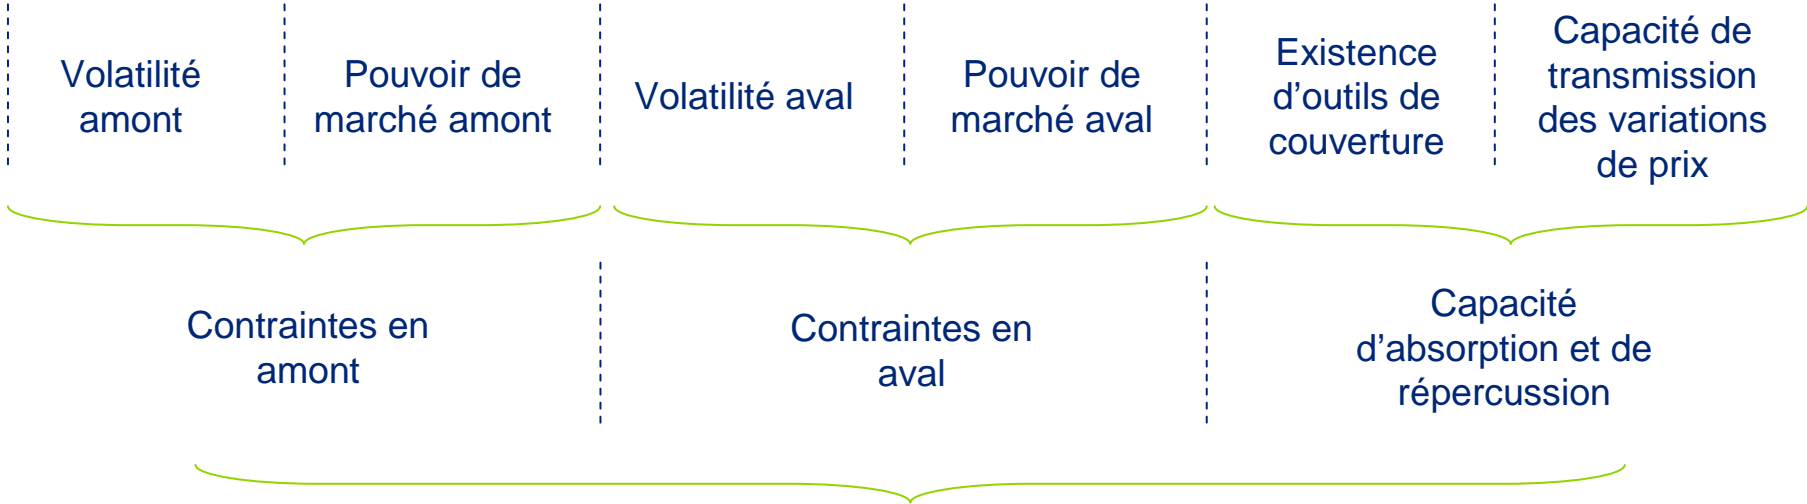 Volatilité
amont
Pouvoir de
marché amont
Volatilité aval
Pouvoir de
marché aval
Existence
d’outils de
couverture
Capacité de
transmission
des variations
de prix
Contraintes en
amont
Contraintes en
aval
Capacité
d’absorption et de
répercussion